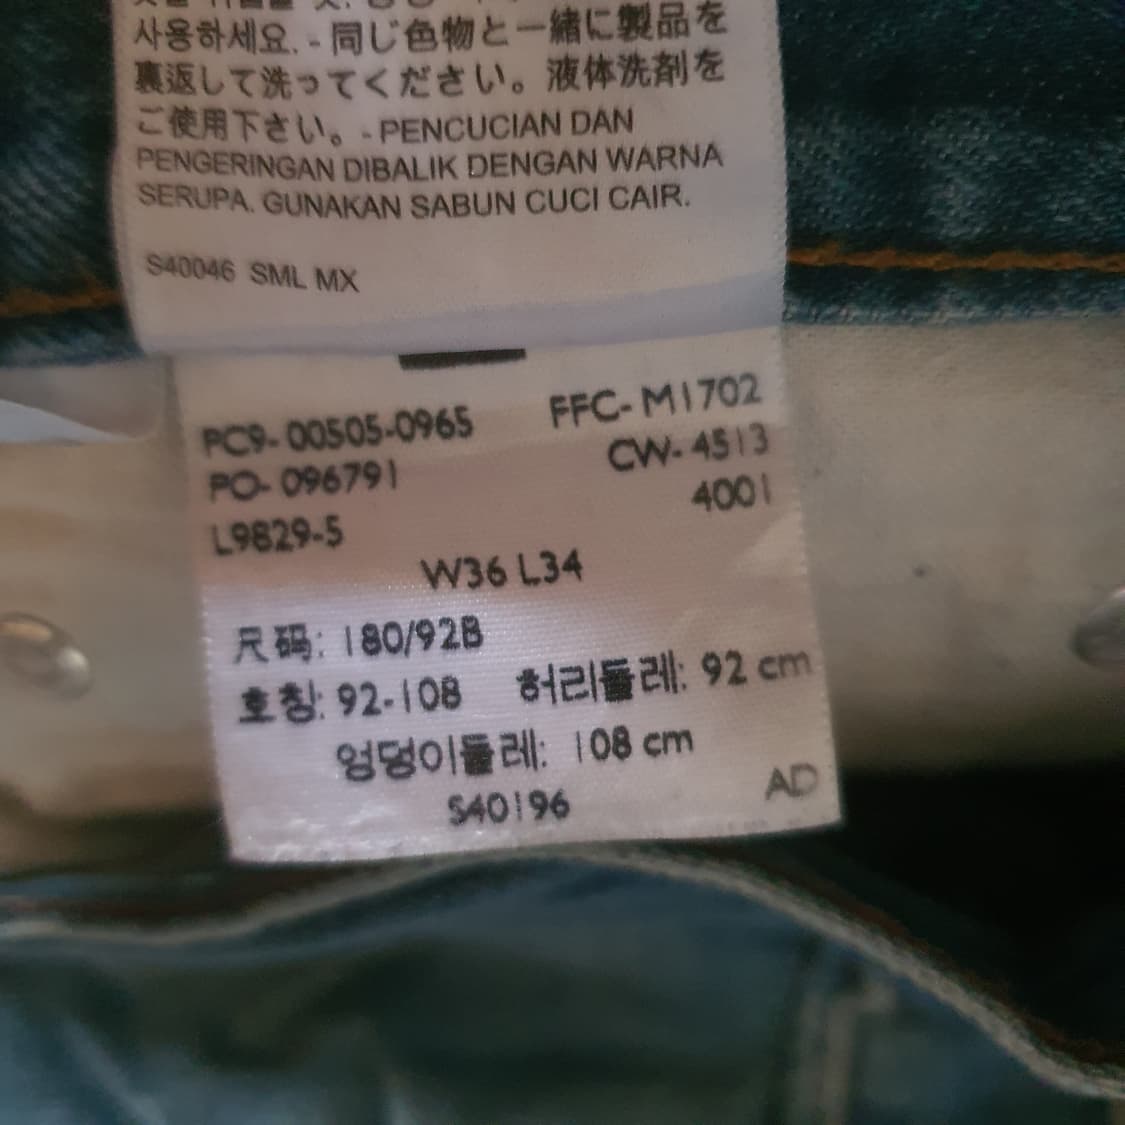 사용하세요. - 同じ色物と一緒に製品を
裏返して洗ってください。液体洗剤を
ご使用下さい。- PENCUCIAN DAN
PENGERINGAN DIBALIK DENGAN WARNA
SERUPA. GUNAKAN SABUN CUCI CAIR.
S40046 SML MX
PC9-00505-0965 FFC-M1702
PO-096791 CW-4513
L9829-5 4001
W36 L34
尺码: 180/92B
호칭: 92-108 허리둘레: 92 cm
엉덩이둘레: 108 cm
S40196 AD